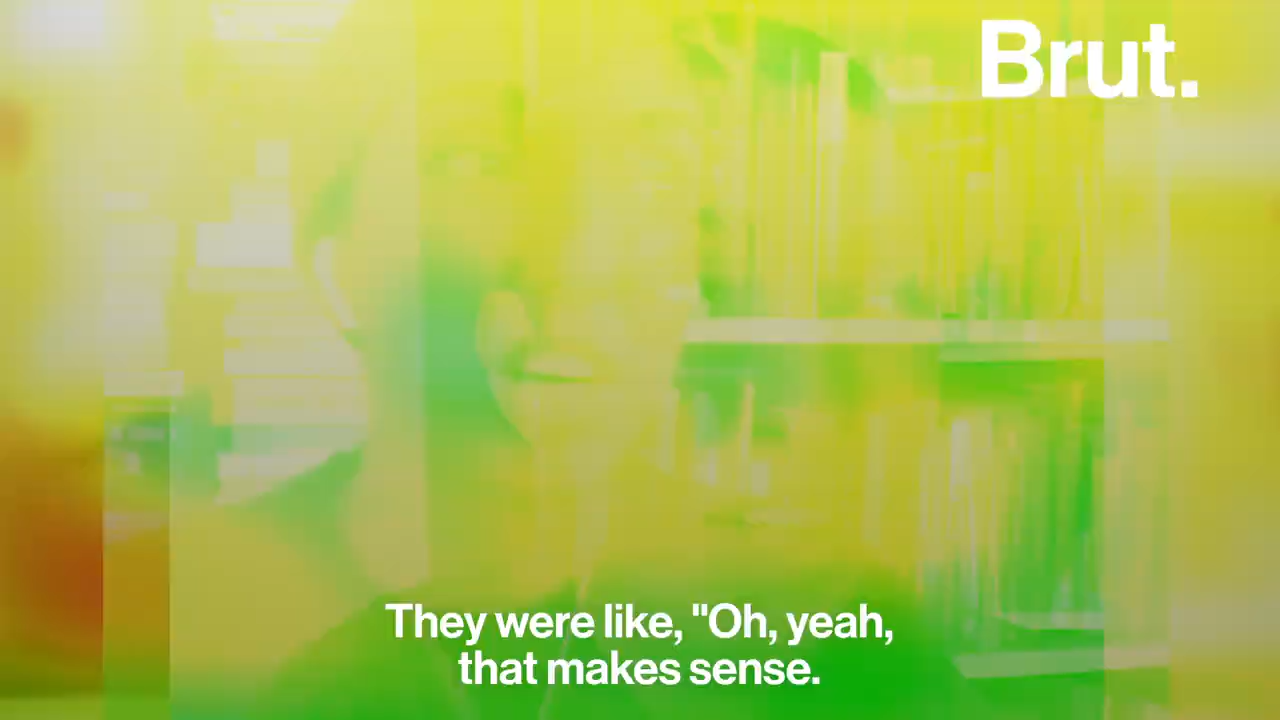 Brut.
They were like, "Oh, yeah,
that makes sense.